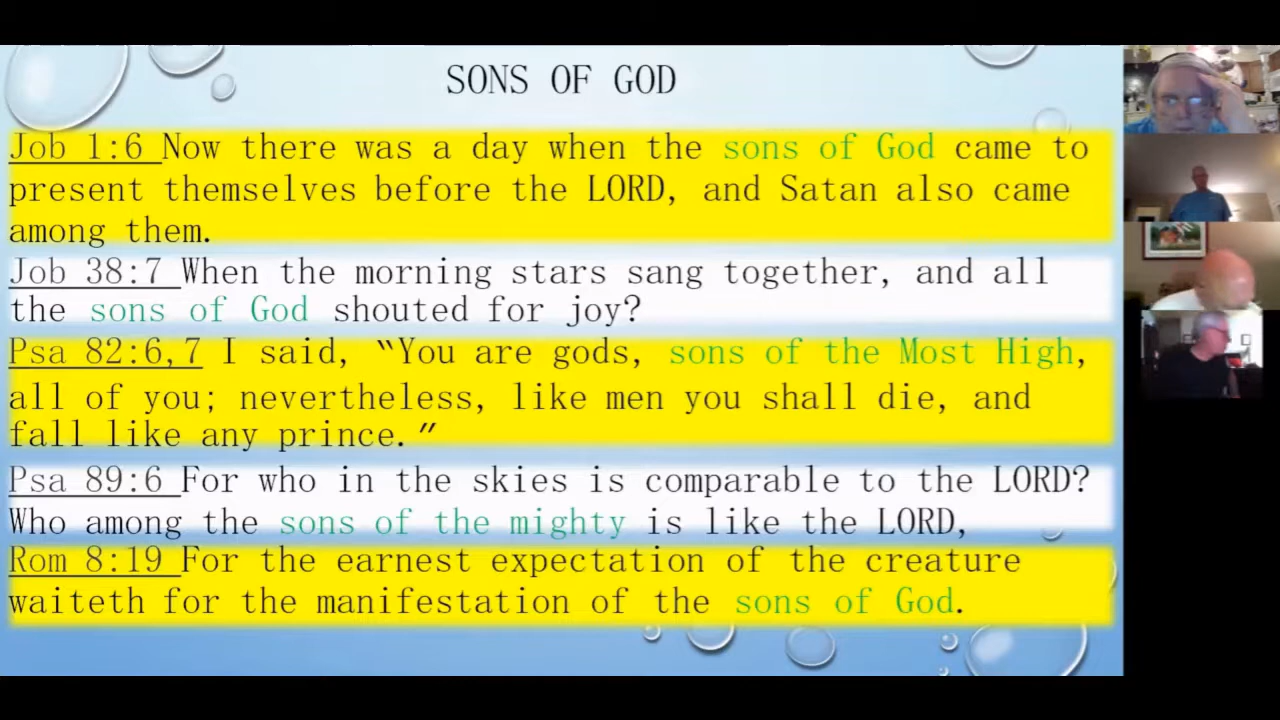 SONS OF GOD
Job 1:6 Now there was a day when the sons of God came to
present themselves before the LORD, and Satan also came
among them.
Job 38:7 When the morning stars sang together, and all
the sons of God shouted for joy?
Psa 82:6,7 I said, “You are gods, sons of the Most High,
all of you; nevertheless, like men you shall die, and
fall like any prince.”
Psa 89:6 For who in the skies is comparable to the LORD?
Who among the sons of the mighty is like the LORD,
Rom 8:19 For the earnest expectation of the creature
waiteth for the manifestation of the sons of God.